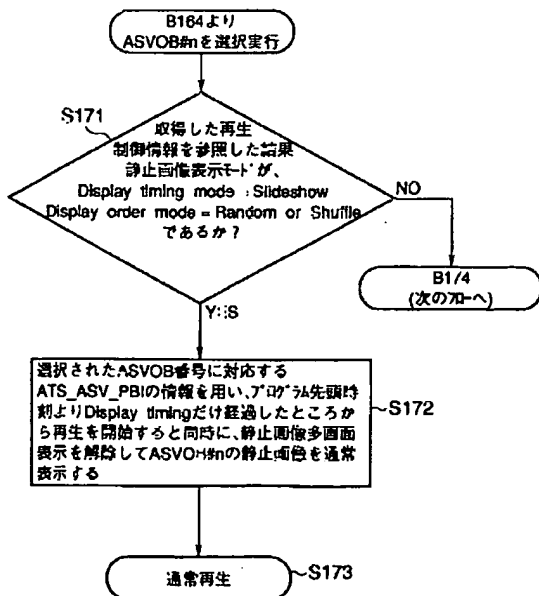 B164より
ASVOB#nを選択実行
S171
取得した再生
制御情報を参照した結果
静止画像表示モードが、
Display timing mode : Slideshow
Display order mode = Random or Shuffle
であるか？
NO
B174
(次のフローへ)
YES
選択されたASVOB番号に対応する
ATS_ASV_PBIの情報を用い、プログラム先頭時
刻よりDisplay timingだけ経過したところか
ら再生を開始すると同時に、静止画像多画面
表示を解除してASVOB#nの静止画像を通常
表示する
S172
通常再生
S173